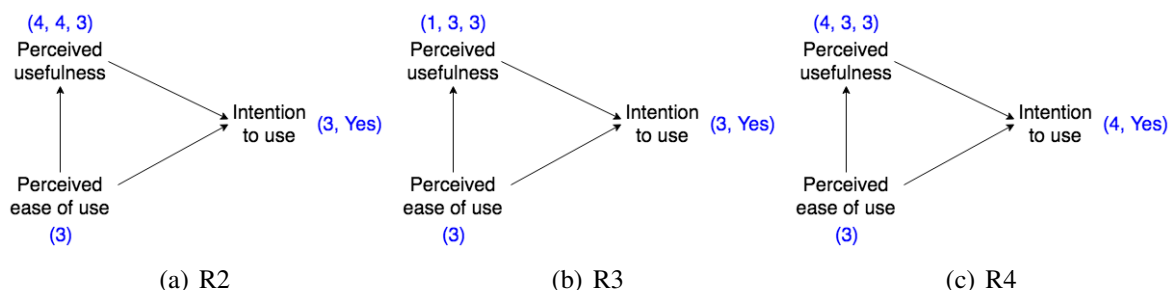 (4, 4, 3)
Perceived
usefulness
Intention
to use
(3, Yes)
Perceived
ease of use
(3)
(a) R2
(1, 3, 3)
Perceived
usefulness
Intention
to use
(3, Yes)
Perceived
ease of use
(3)
(b) R3
(4, 3, 3)
Perceived
usefulness
Intention
to use
(4, Yes)
Perceived
ease of use
(3)
(c) R4